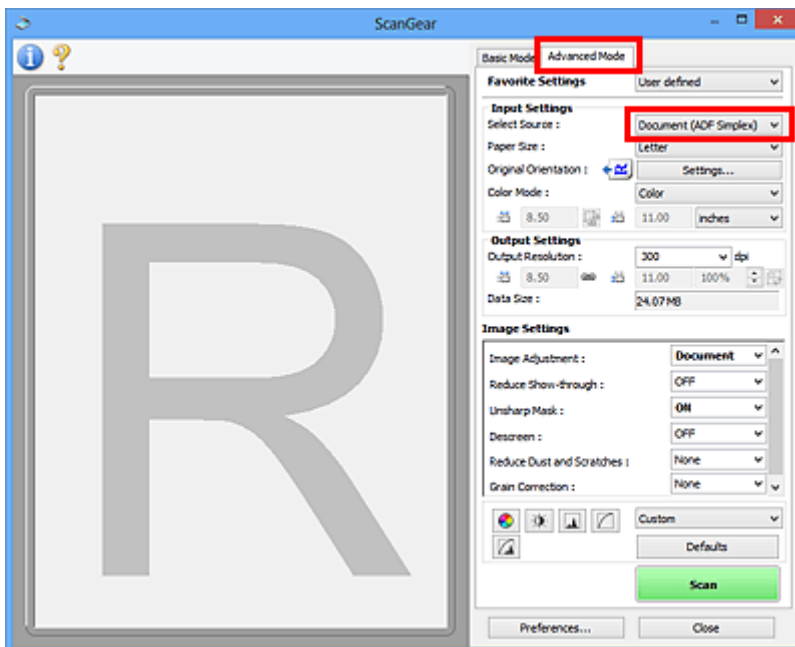 ScanGear
Basic Mode Advanced Mode
Favorite Settings User defined
Input Settings
Select Source : Document (ADF Simplex)
Paper Size : Letter
Original Orientation : Settings...
Color Mode : Color
8.50 11.00 inches
Output Settings
Output Resolution : 300 dpi
8.50 11.00 100%
Data Size : 24.07 MB
Image Settings
Image Adjustment : Document
Reduce Show-through : OFF
Unsharp Mask : ON
Descreen : OFF
Reduce Dust and Scratches : None
Grain Correction : None
Custom
Defaults
Scan
Preferences... Close
R